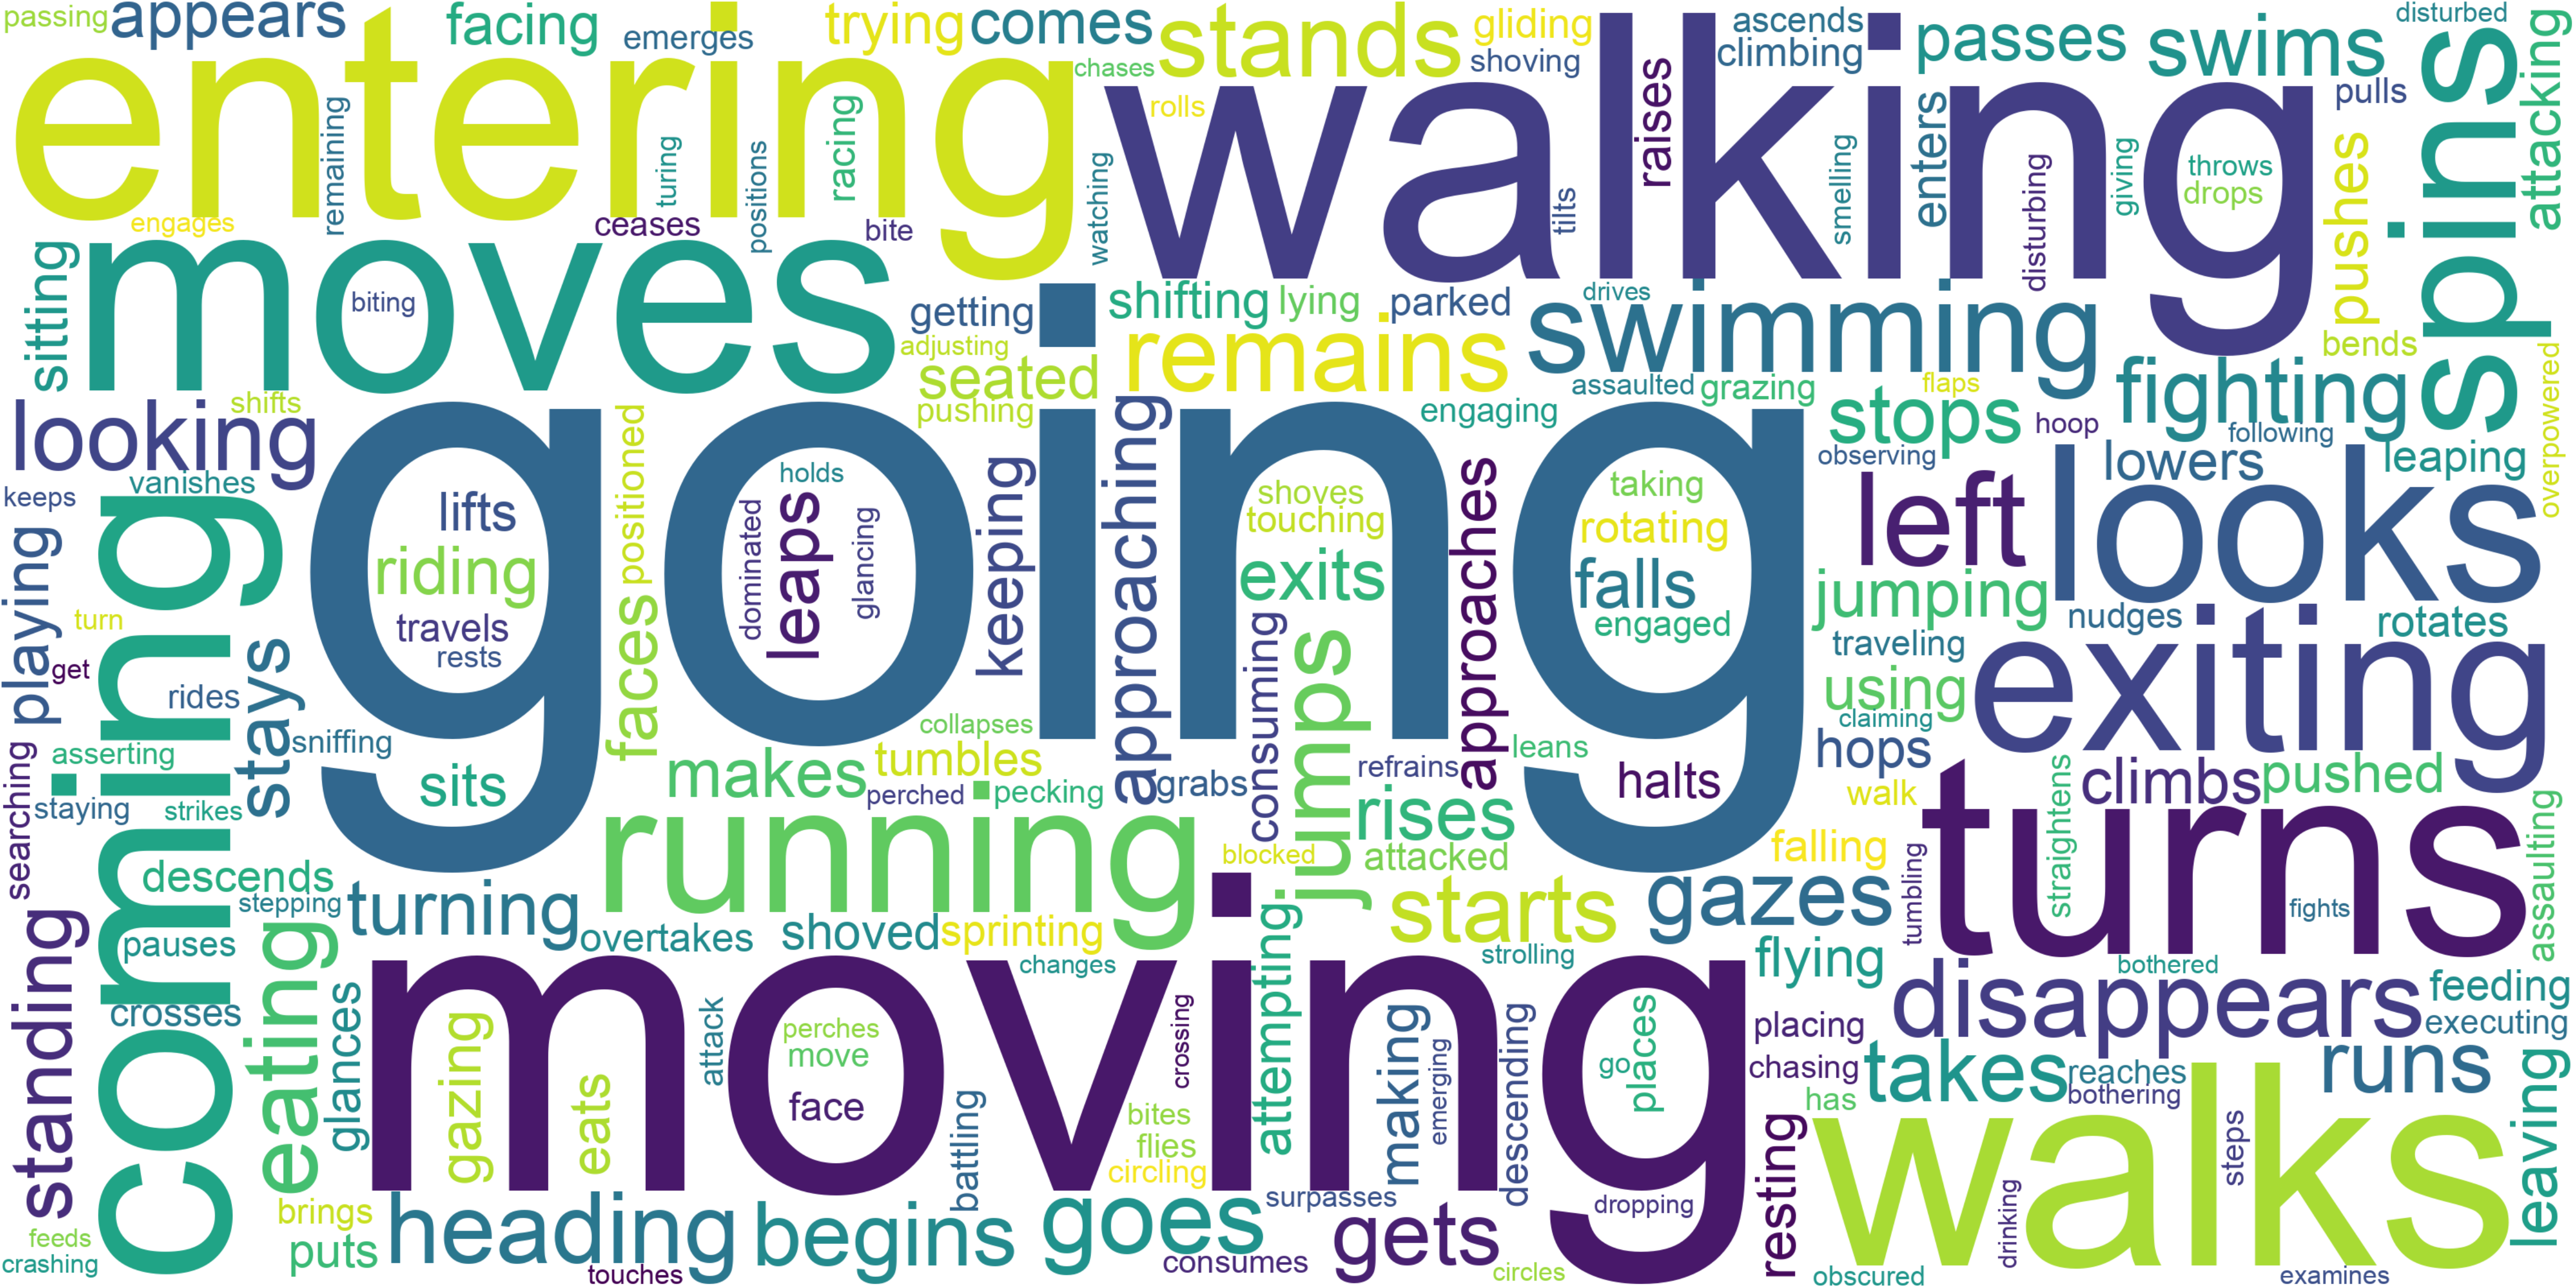 passing
appears
facing
emerges
trying
comes
stands
gliding
shoving
ascends
climbing
passes
swims
disturbed
pulls
attacking
entering
chases
walking
rolls
raises
enters
throws
drops
spins
remaining
turing
positions
racing
watching
tilts
smelling
disturbing
giving
pushes
engages
ceases
bite
sitting
moves
biting
getting
adjusting
seated
pushing
shifting
lying
parked
drives
remains
swimming
bends
overpowered
assaulted
grazing
flaps
fighting
following
engaging
stops
hoop
observing
lowers
leaping
looking
shifts
vanishes
keeps
going
lifts
riding
travels
rests
positioned
faces
holds
dominated
leaps
glancing
keeping
approaching
shoves
touching
exits
approaches
taking
rotating
falls
engaged
left
looks
jumping
nudges
rotates
traveling
using
claiming
hops
exiting
playing
turn
get
coming
rides
stays
sniffing
asserting
staying
strikes
searching
sits
collapses
makes
tumbles
perched
pecking
grabs
consuming
jumps
refrains
leans
halts
rises
attacked
blocked
walk
falling
climbs
pushed
turns
tumbling
straightens
fights
assaulting
running
descends
stepping
turning
overtakes
shoved
sprinting
changes
starts
strolling
gazes
flying
bothered
disappears
feeding
executing
standing
pauses
crosses
eating
glances
moving
gazing
eats
attack
perches
move
face
battling
crossing
bites
flies
circling
attempting
making
emerging
descending
go
places
placing
chasing
has
takes
reaches
bothering
runs
leaving
resting
walks
steps
drinking
examines
obscured
feeds
crashing
brings
puts
heading
touches
begins
goes
surpasses
consumes
gets
circles
dropping